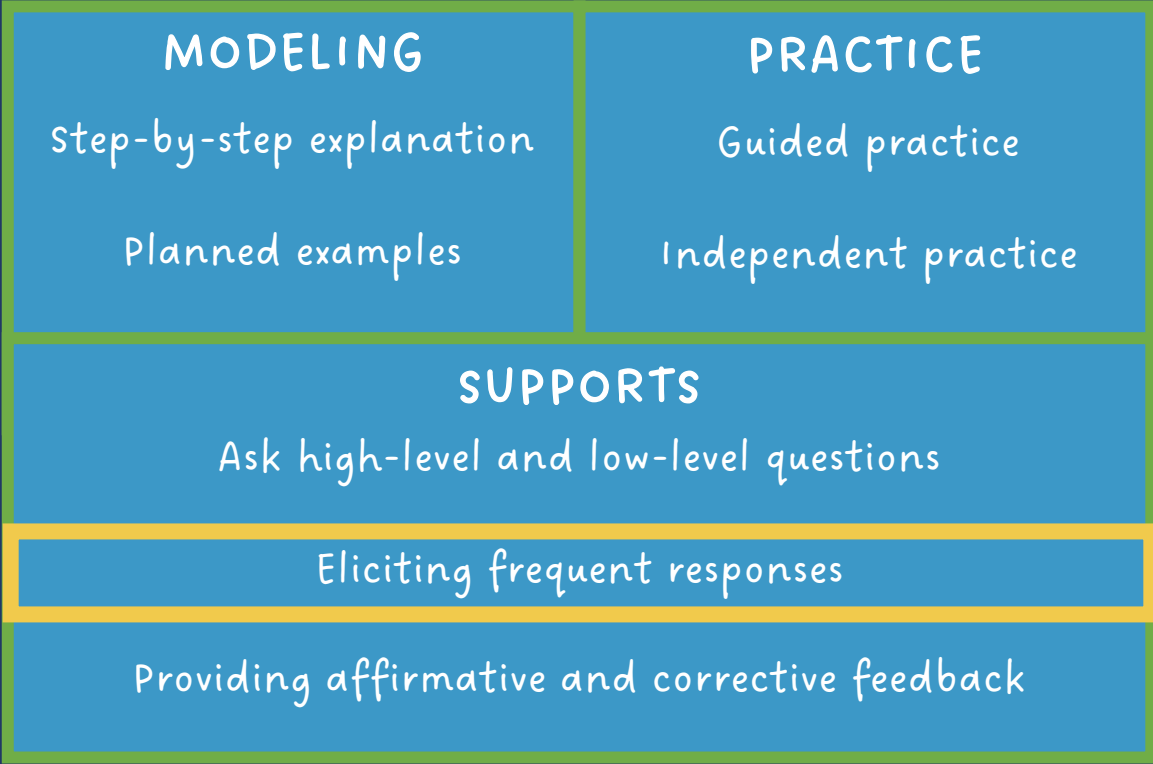 MODELING
Step-by-step explanation
Planned examples
PRACTICE
Guided practice
Independent practice
SUPPORTS
Ask high-level and low-level questions
Eliciting frequent responses
Providing affirmative and corrective feedback